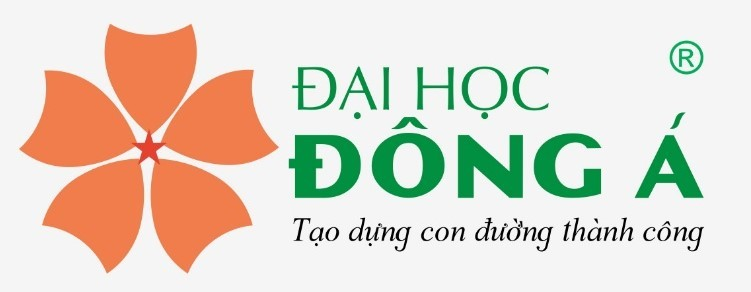 ®
ĐẠI HỌC
ĐÔNG Á
Tạo dựng con đường thành công